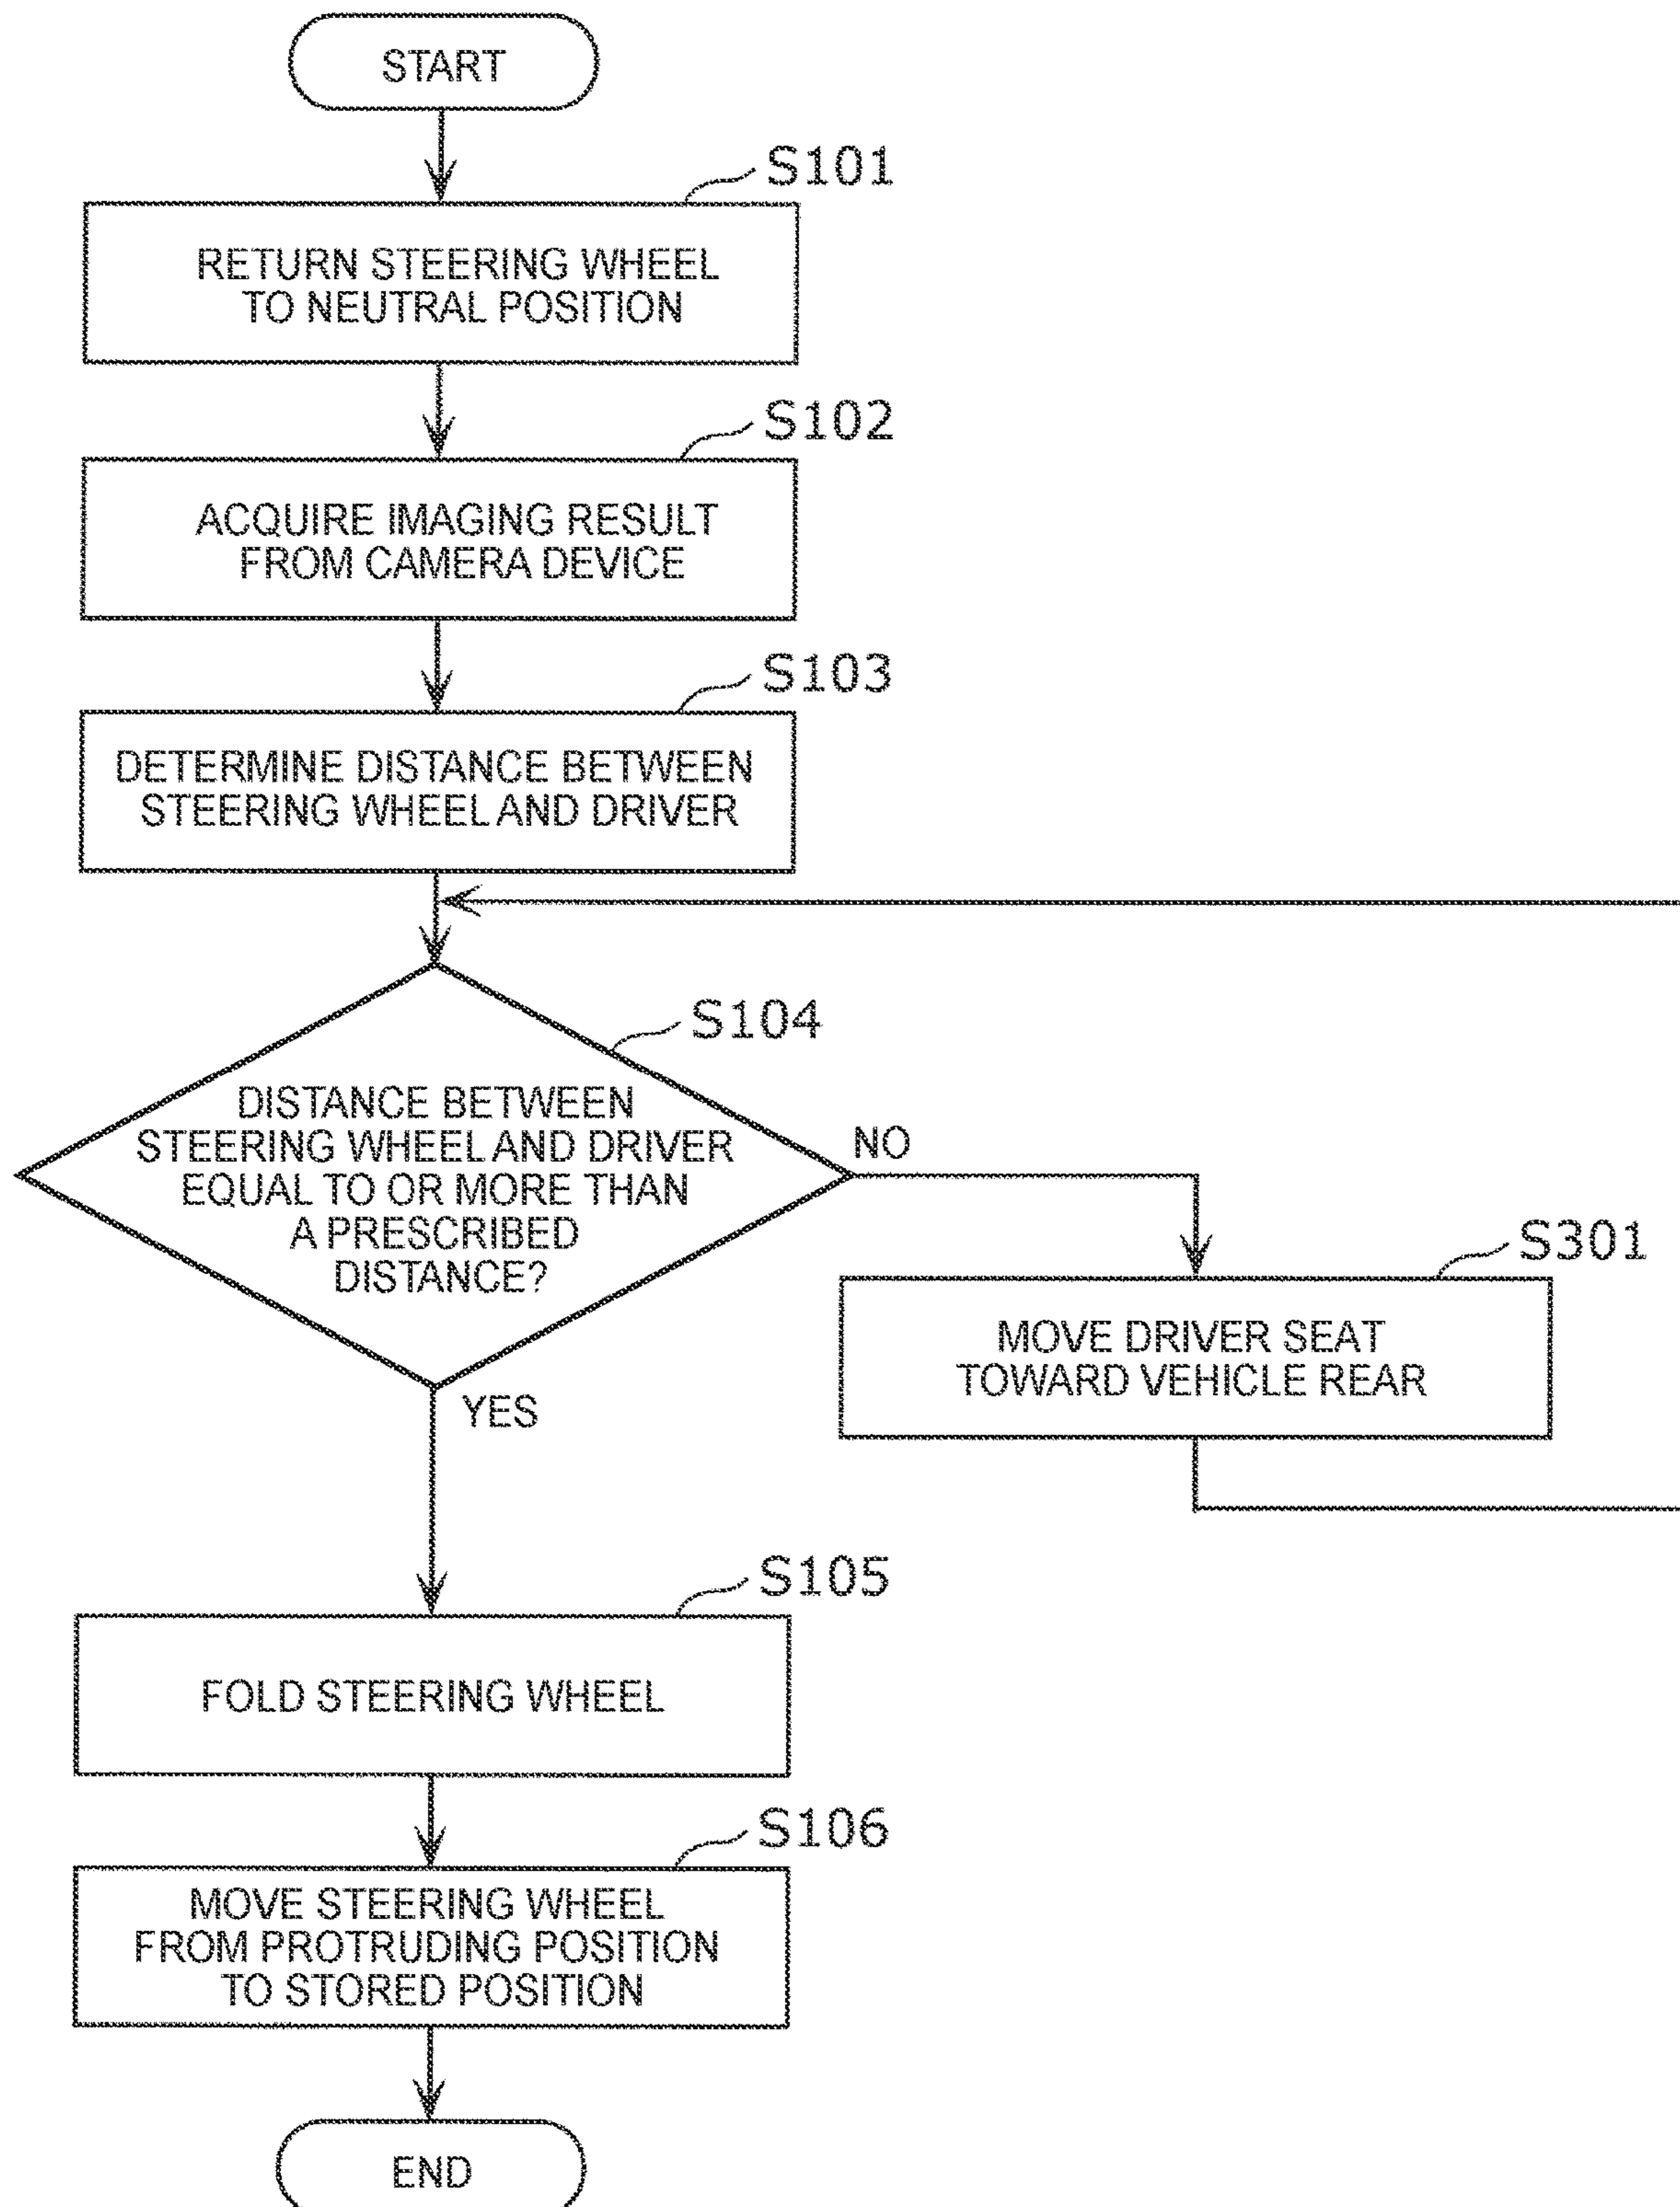 START
S101
RETURN STEERING WHEEL
TO NEUTRAL POSITION
S102
ACQUIRE IMAGING RESULT
FROM CAMERA DEVICE
S103
DETERMINE DISTANCE BETWEEN
STEERING WHEEL AND DRIVER
S104
DISTANCE BETWEEN
STEERING WHEEL AND DRIVER
EQUAL TO OR MORE THAN
A PRESCRIBED
DISTANCE?
NO
S301
MOVE DRIVER SEAT
TOWARD VEHICLE REAR
YES
S105
FOLD STEERING WHEEL
S106
MOVE STEERING WHEEL
FROM PROTRUDING POSITION
TO STORED POSITION
END